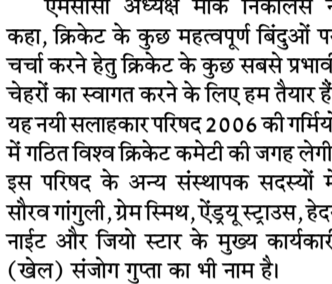 एमसीसी अध्यक्ष मार्क निकोलस
कहा, क्रिकेट के कुछ महत्वपूर्ण बिंदुओं प
चर्चा करने हेतु क्रिकेट के कुछ सबसे प्रभाव
चेहरों का स्वागत करने के लिए हम तैयार हैं
यह नयी सलाहकार परिषद 2006 की गर्मिय
में गठित विश्व क्रिकेट कमेटी की जगह लेगी
इस परिषद के अन्य संस्थापक सदस्यों में
सौरव गांगुली,ग्रेम स्मिथ, ऐंड्रयू स्ट्राउस, हेद
नाईट और जियो स्टार के मुख्य कार्यकार
(खेल) संजोग गुप्ता का भी नाम है।